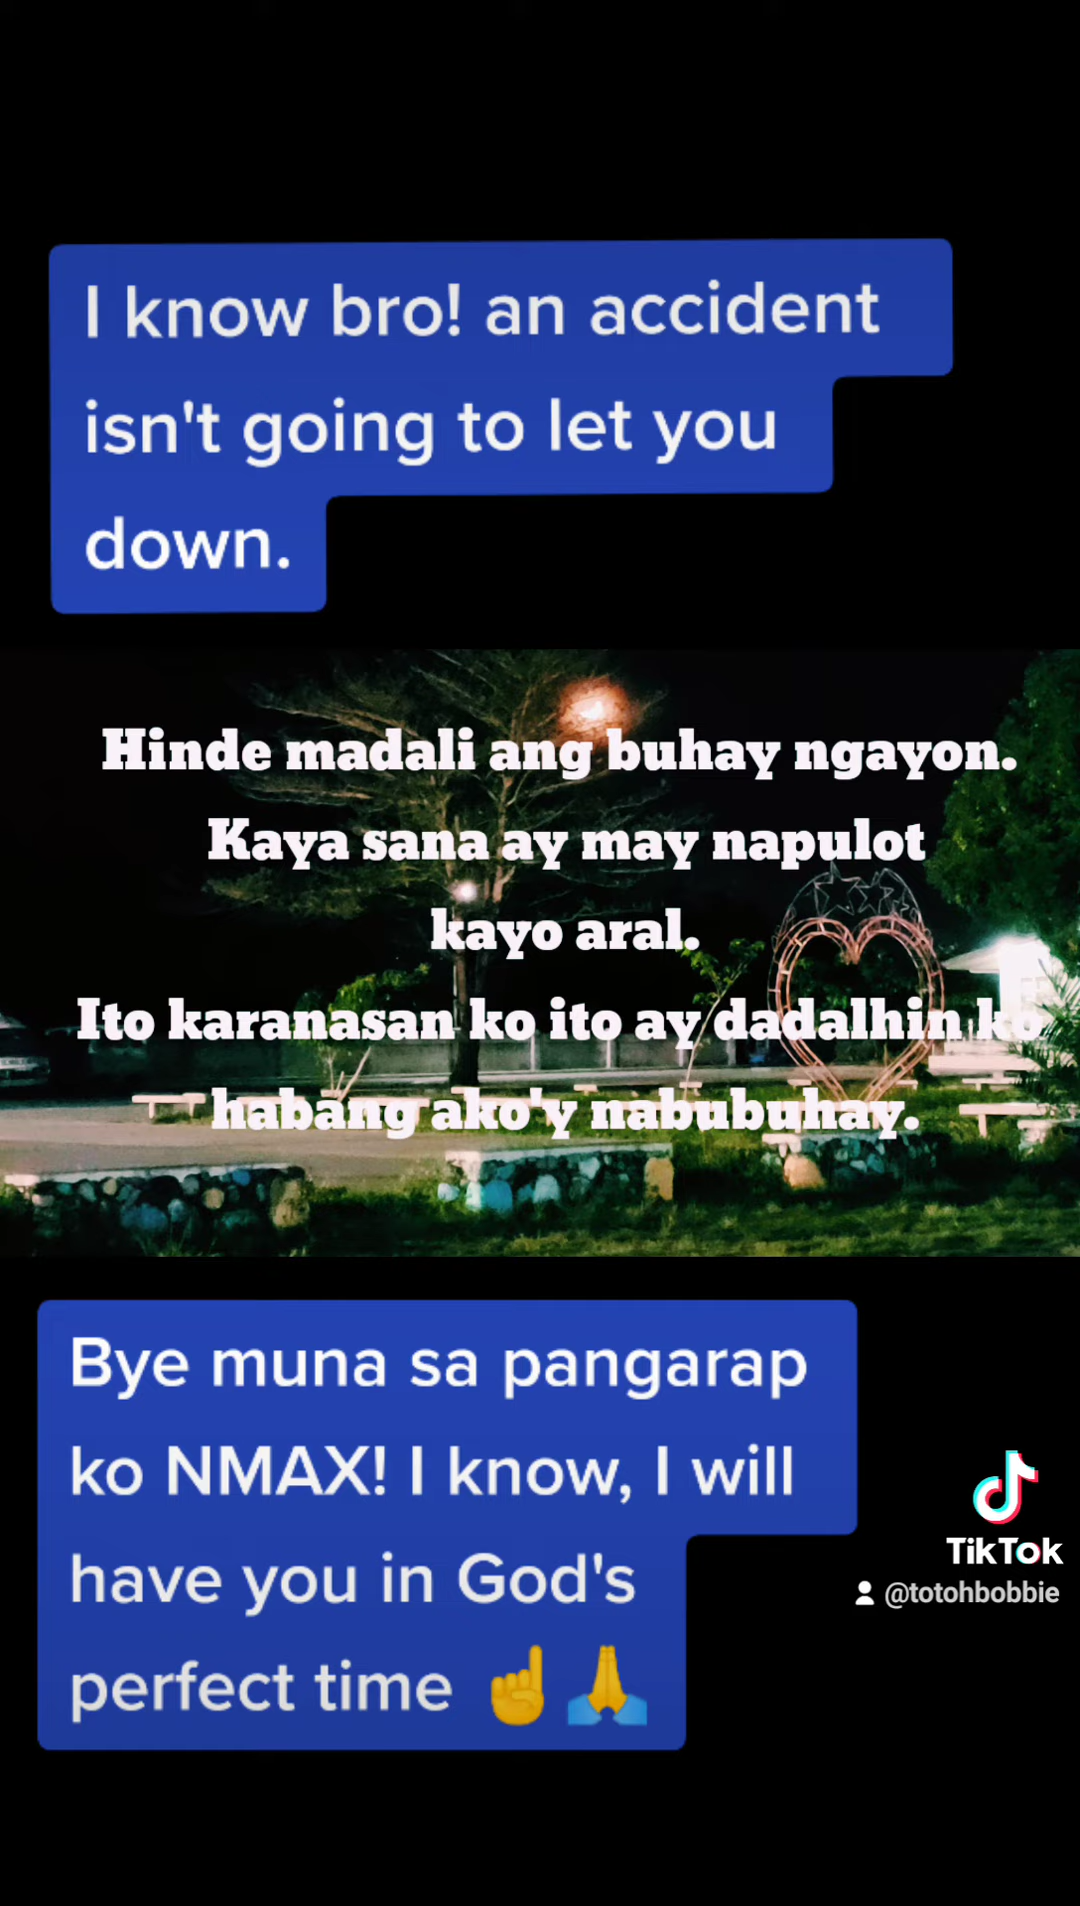 I know bro! an accident
isn't going to let you
down.
Hinde madali ang buhay ngayon.
Kaya sana ay may napulot
kayo aral.
Ito karanasan ko ito ay dadalhin ko
habang ako'y nabubuhay.
Bye muna sa pangarap
ko NMAX! I know, I will
have you in God's
perfect time ☝️🙏
TikTok
@totohbobbie